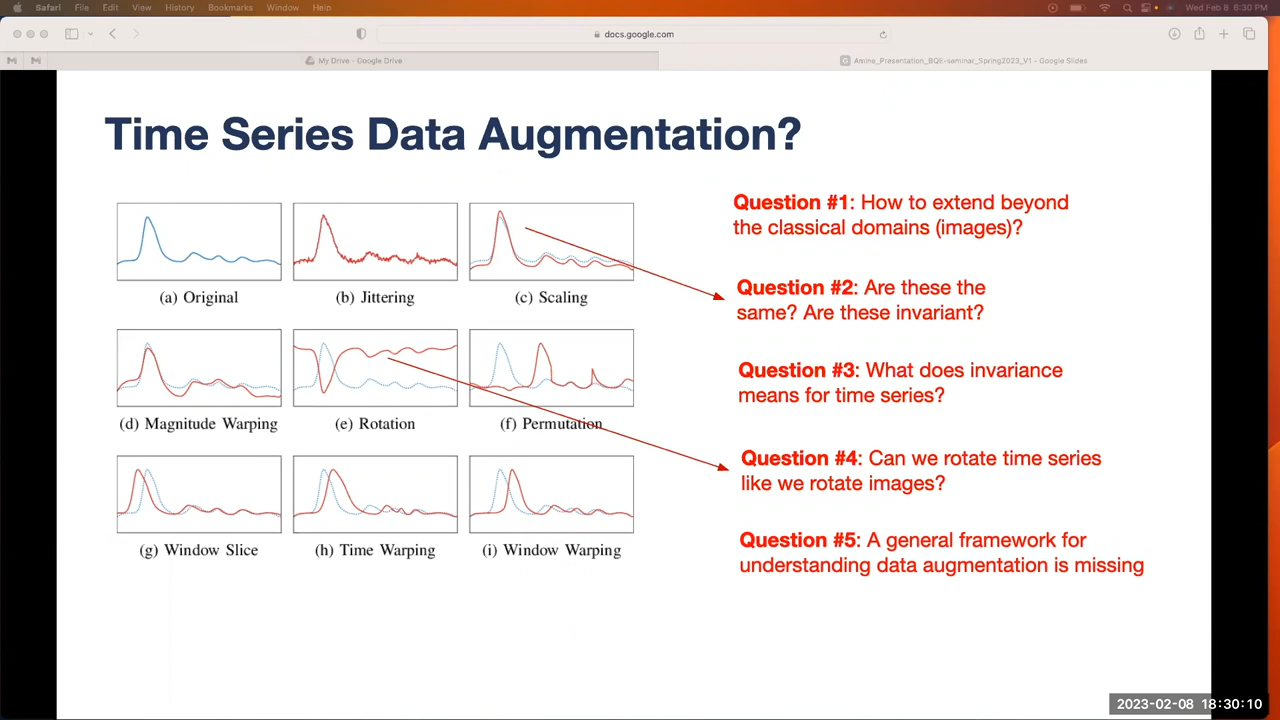 Safari File Edit View History Window Bookmarks Help
Wed Feb 8 6:30 PM
docs.google.com
My Drive - Google Drive
Amine_Presentation_BQE-seminar_Spring2023_V1 - Google Slides
Time Series Data Augmentation?
(a) Original
(b) Jittering
(c) Scaling
(d) Magnitude Warping
(e) Rotation
(f) Permutation
(g) Window Slice
(h) Time Warping
(i) Window Warping
Question #1: How to extend beyond
the classical domains (images)?
Question #2: Are these the
same? Are these invariant?
Question #3: What does invariance
means for time series?
Question #4: Can we rotate time series
like we rotate images?
Question #5: A general framework for
understanding data augmentation is missing
2023-02-08 18:30:10